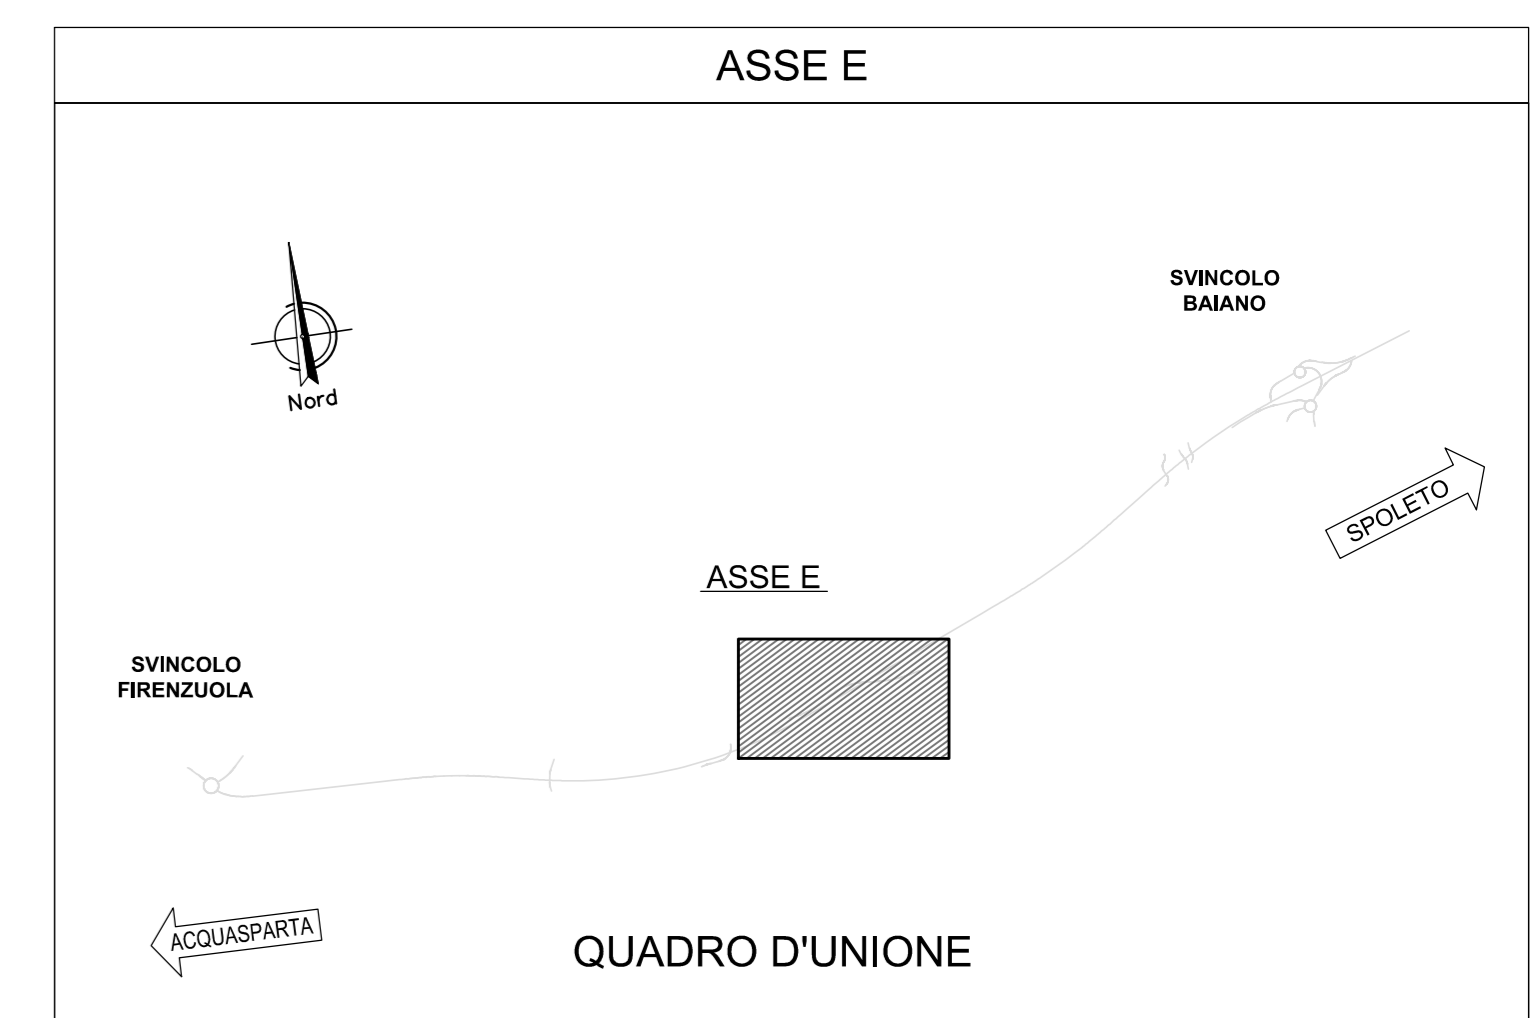 ASSE E
SVINCOLO
BAIANO
Nord
SPOLETO
ASSE E
SVINCOLO
FIRENZUOLA
ACQUASPARTA
QUADRO D'UNIONE